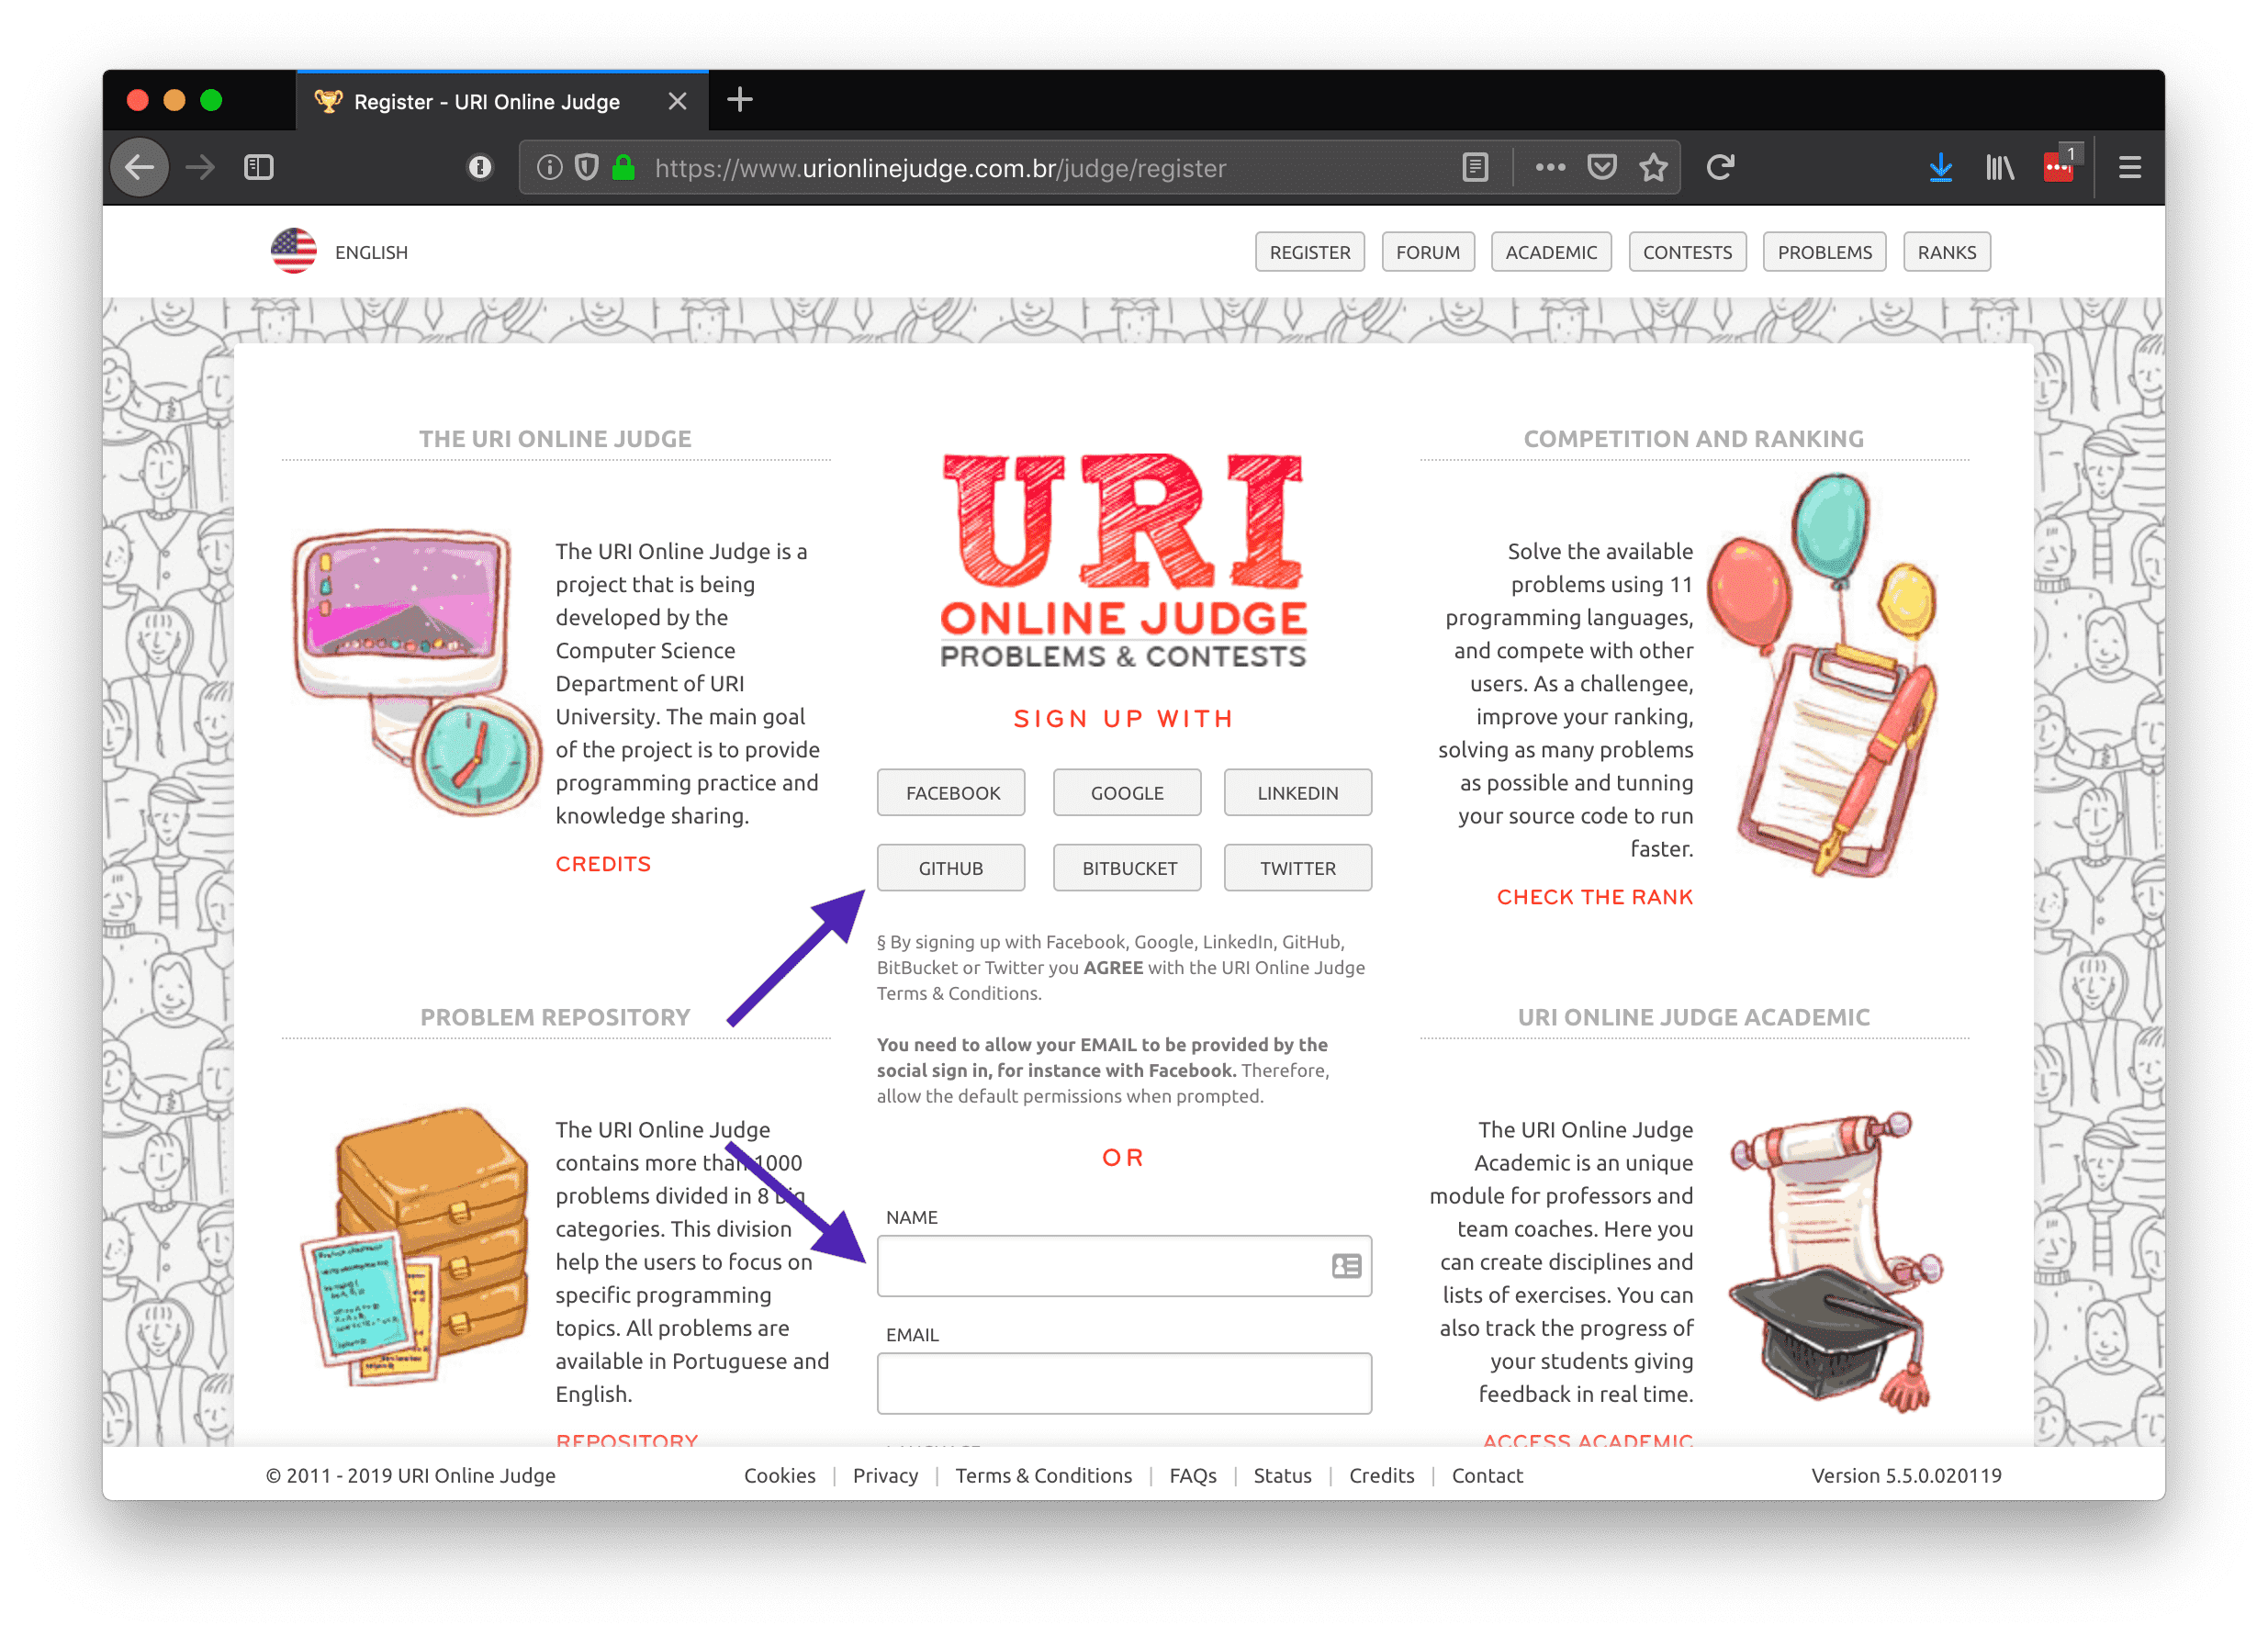 Register - URI Online Judge
https://www.urionlinejudge.com.br/judge/register
1
ENGLISH
REGISTER
FORUM
ACADEMIC
CONTESTS
PROBLEMS
RANKS
THE URI ONLINE JUDGE
The URI Online Judge is a
project that is being
developed by the
Computer Science
Department of URI
University. The main goal
of the project is to provide
programming practice and
knowledge sharing.
CREDITS
PROBLEM REPOSITORY
The URI Online Judge
contains more than 1000
problems divided in 8 big
categories. This division
help the users to focus on
specific programming
topics. All problems are
available in Portuguese and
English.
REPOSITORY
URI
ONLINE JUDGE
PROBLEMS & CONTESTS
SIGN UP WITH
FACEBOOK
GOOGLE
LINKEDIN
GITHUB
BITBUCKET
TWITTER
§ By signing up with Facebook, Google, LinkedIn, GitHub,
BitBucket or Twitter you AGREE with the URI Online Judge
Terms & Conditions.
You need to allow your EMAIL to be provided by the
social sign in, for instance with Facebook. Therefore,
allow the default permissions when prompted.
OR
NAME
EMAIL
COMPETITION AND RANKING
Solve the available
problems using 11
programming languages,
and compete with other
users. As a challengee,
improve your ranking,
solving as many problems
as possible and tunning
your source code to run
faster.
CHECK THE RANK
URI ONLINE JUDGE ACADEMIC
The URI Online Judge
Academic is an unique
module for professors and
team coaches. Here you
can create disciplines and
lists of exercises. You can
also track the progress of
your students giving
feedback in real time.
ACCESS ACADEMIC
© 2011 - 2019 URI Online Judge
Cookies | Privacy | Terms & Conditions | FAQs | Status | Credits | Contact
Version 5.5.0.020119